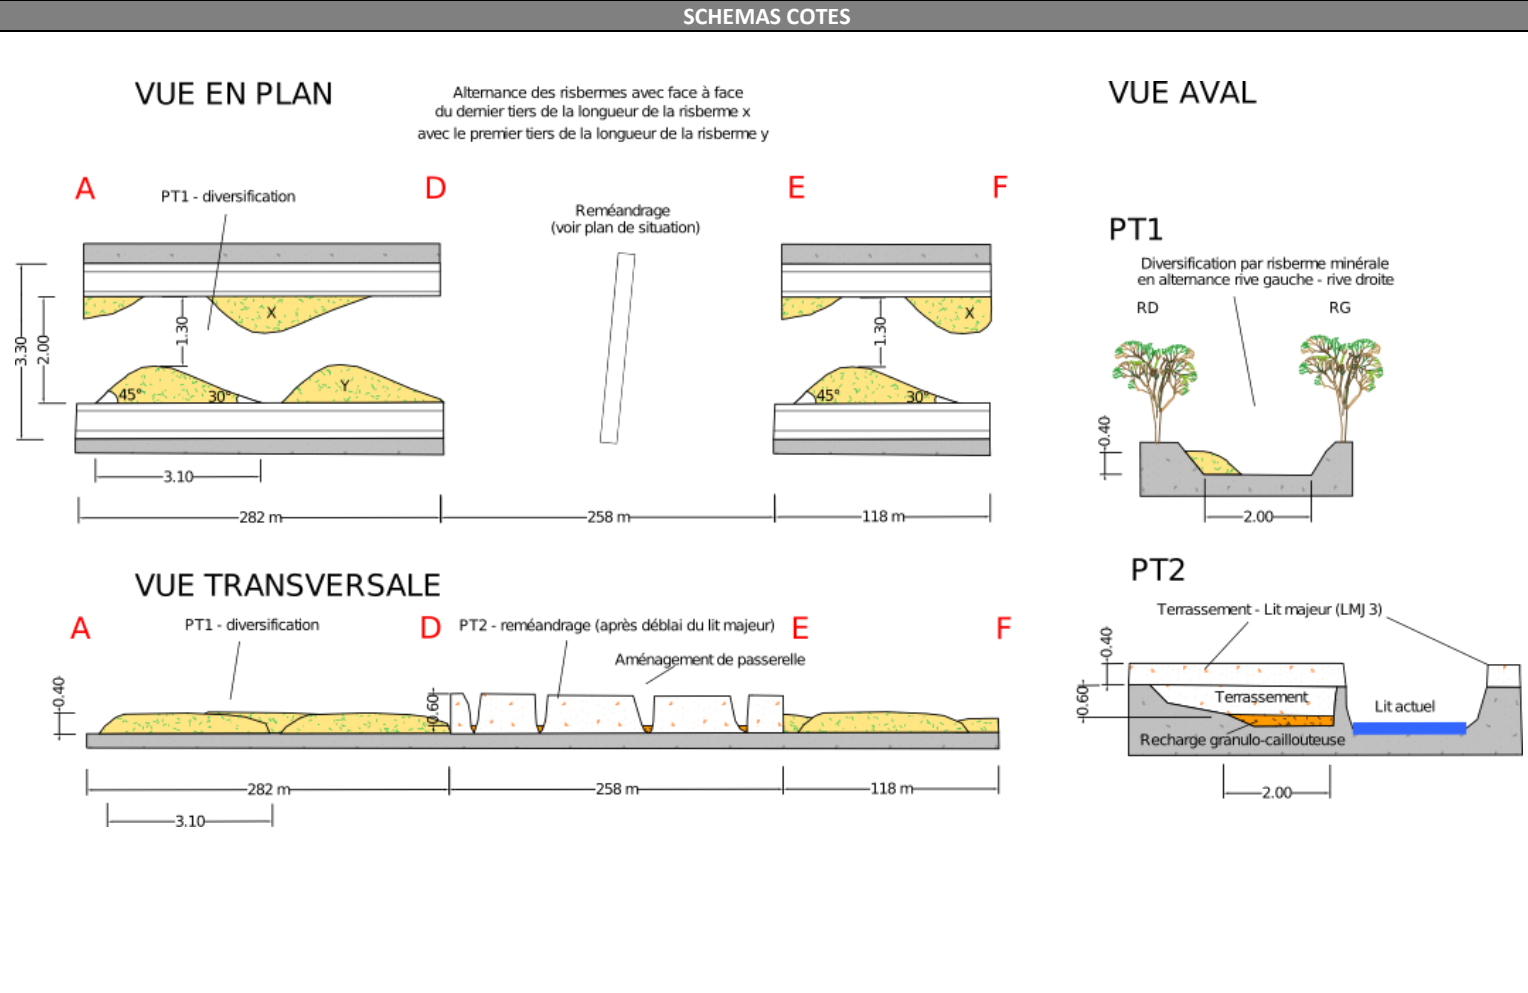 SCHEMAS COTES
VUE EN PLAN
Alternance des risbermes avec face à face
du dernier tiers de la longueur de la risberme x
avec le premier tiers de la longueur de la risberme y
VUE AVAL
A
PT1 - diversification
D
Reméandrage
(voir plan de situation)
E
F
3.30
2.00
1.30
X
45°
30°
Y
3.10
282 m
258 m
1.30
X
45°
30°
118 m
PT1
Diversification par risberme minérale
en alternance rive gauche - rive droite
RD
RG
0.40
2.00
VUE TRANSVERSALE
A
PT1 - diversification
D
PT2 - reméandrage (après déblai du lit majeur)
E
F
Aménagement de passerelle
0.40
0.60
282 m
258 m
118 m
3.10
PT2
Terrassement - Lit majeur (LMJ 3)
0.40
0.60
Terrassement
Lit actuel
Recharge granulo-caillouteuse
2.00